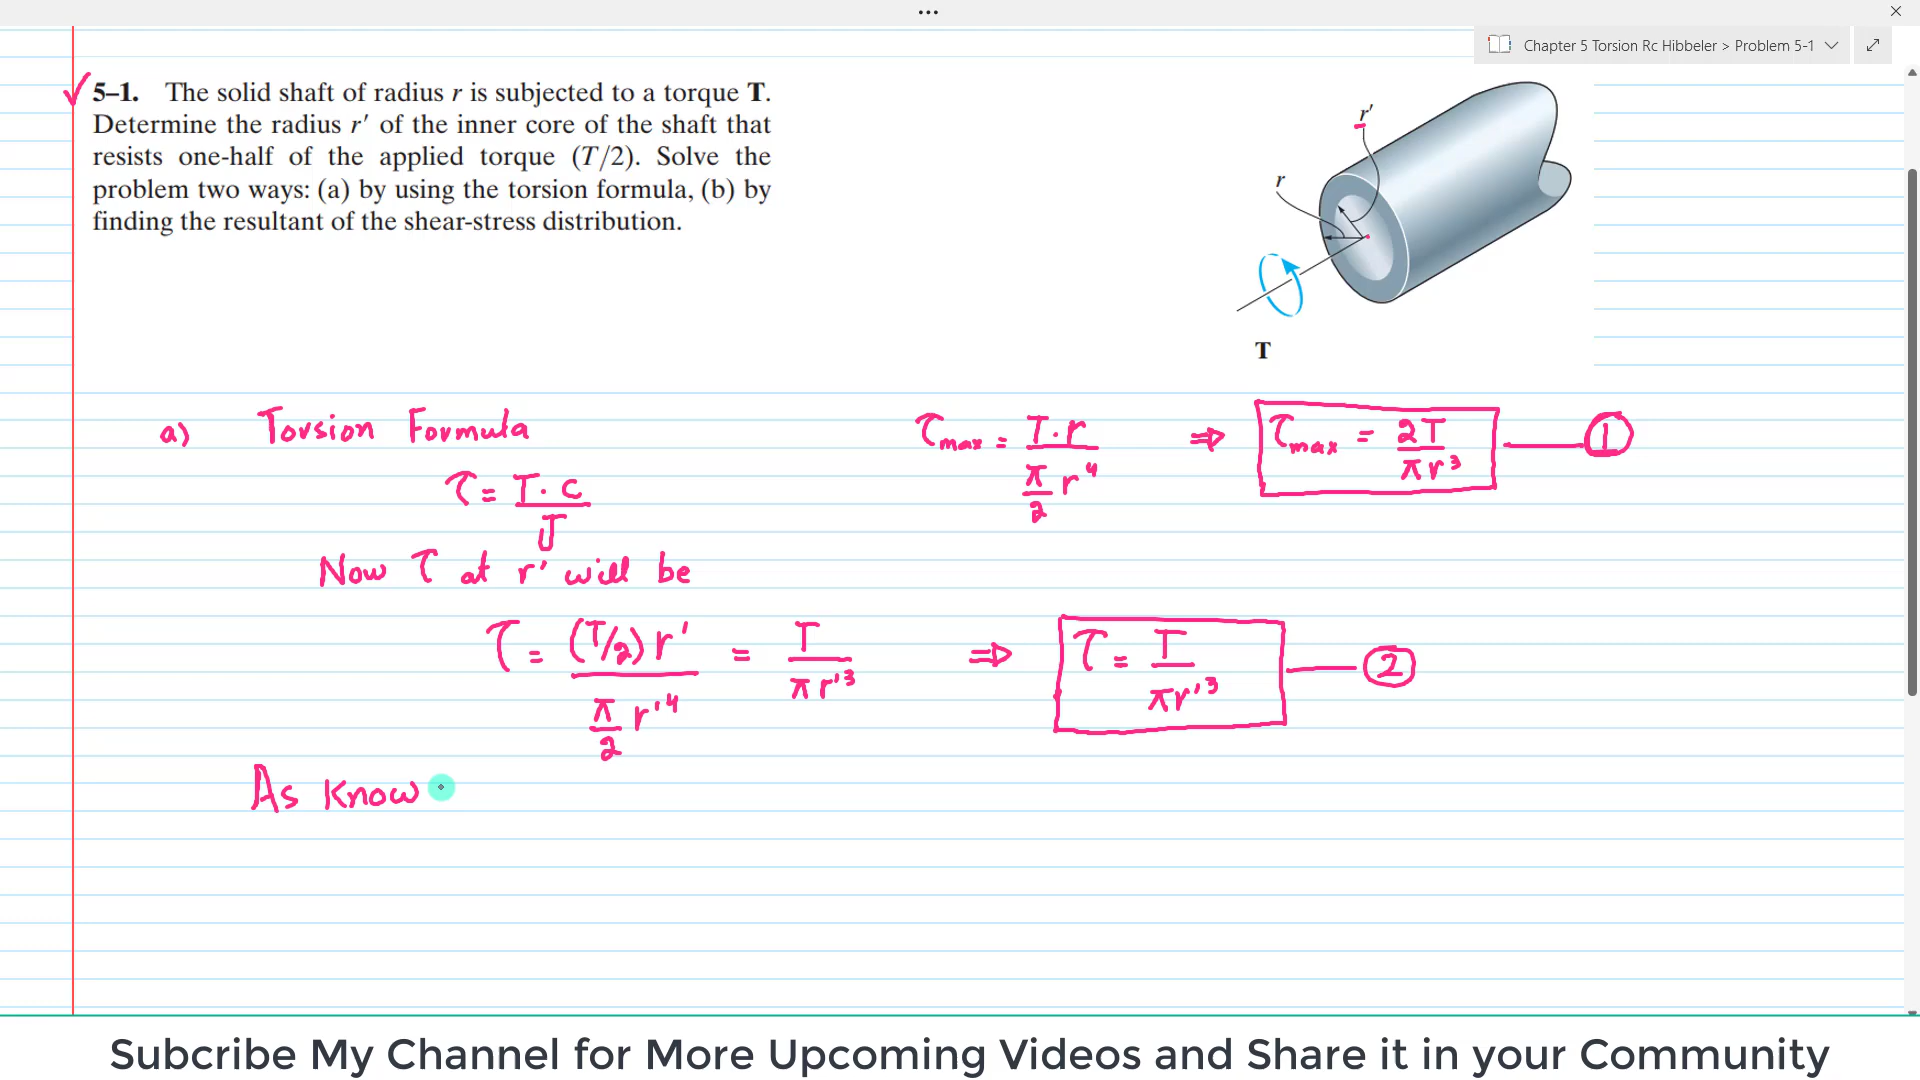 ...
Chapter 5 Torsion Rc Hibbeler > Problem 5-1
5–1. The solid shaft of radius r is subjected to a torque T.
Determine the radius r′ of the inner core of the shaft that
resists one-half of the applied torque (T/2). Solve the
problem two ways: (a) by using the torsion formula, (b) by
finding the resultant of the shear-stress distribution.
r′
r
T
a) Torsion Formula
τ = T · c / J
τmax = T · r / (π/2 r⁴) ⇒ τmax = 2T / πr³ — 1
Now τ at r' will be
τ = (T/2) r' / (π/2 r'⁴) = T / πr'³ ⇒ τ = T / πr'³ — 2
As Know
Subcribe My Channel for More Upcoming Videos and Share it in your Community